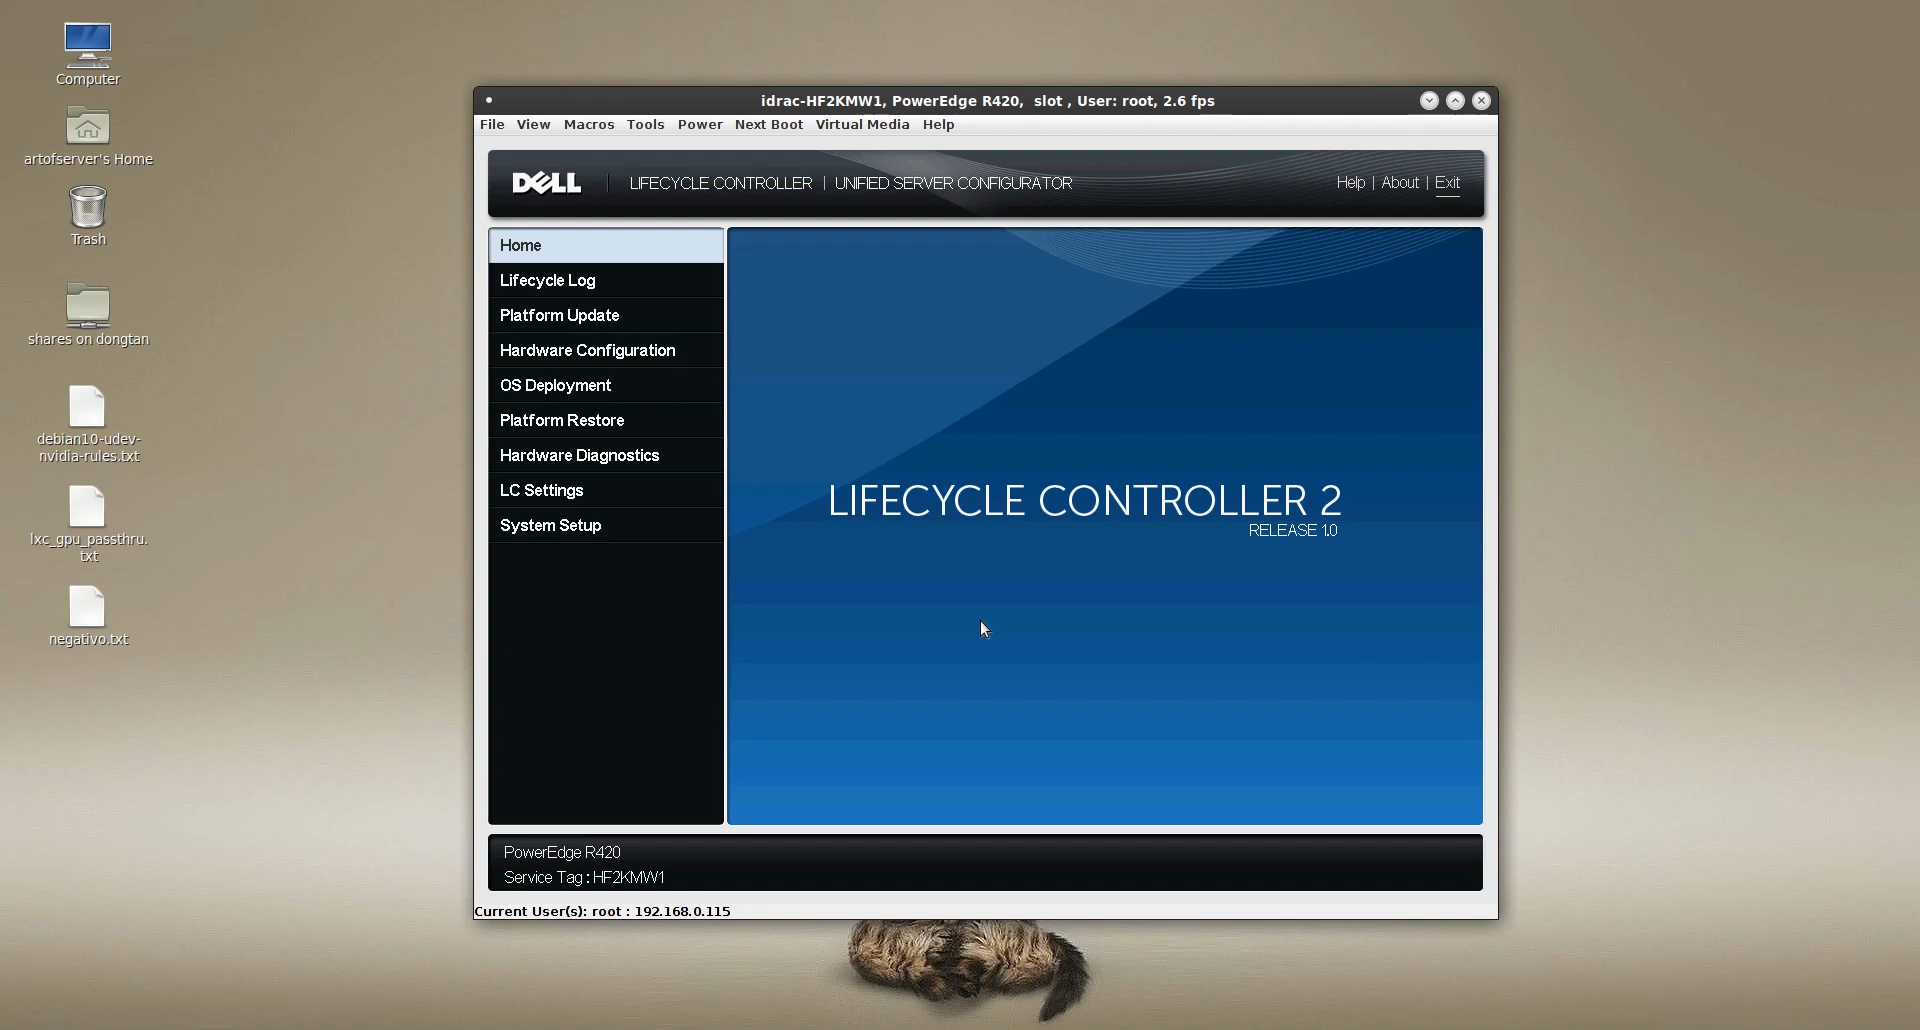 Computer
artofserver's Home
Trash
shares on dongtan
debian10-udev-
nvidia-rules.txt
lxc_gpu_passthru.
txt
negativo.txt
idrac-HF2KMW1, PowerEdge R420,  slot , User: root, 2.6 fps
File View Macros Tools Power Next Boot Virtual Media Help
DELL | LIFECYCLE CONTROLLER | UNIFIED SERVER CONFIGURATOR Help | About | Exit
Home
Lifecycle Log
Platform Update
Hardware Configuration
OS Deployment
Platform Restore
Hardware Diagnostics
LC Settings
System Setup
LIFECYCLE CONTROLLER 2
RELEASE 1.0
PowerEdge R420
Service Tag : HF2KMW1
Current User(s): root : 192.168.0.115